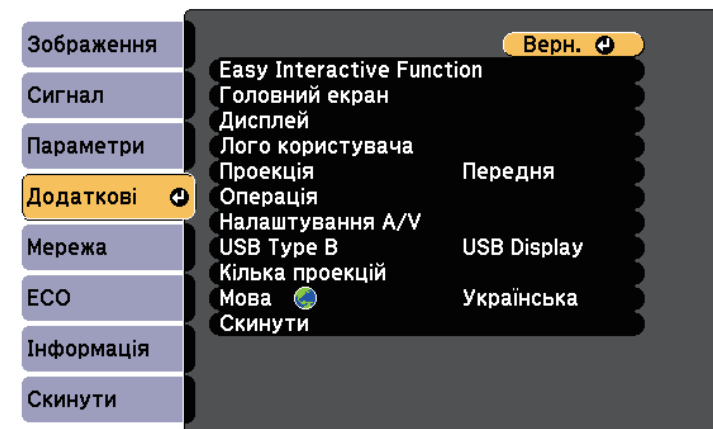 Зображення
Сигнал
Параметри
Додаткові
Мережа
ECO
Інформація
Скинути
Верн.
Easy Interactive Function
Головний екран
Дисплей
Лого користувача
Проекція Передня
Операція
Налаштування A/V
USB Type B USB Display
Кілька проекцій
Мова Українська
Скинути